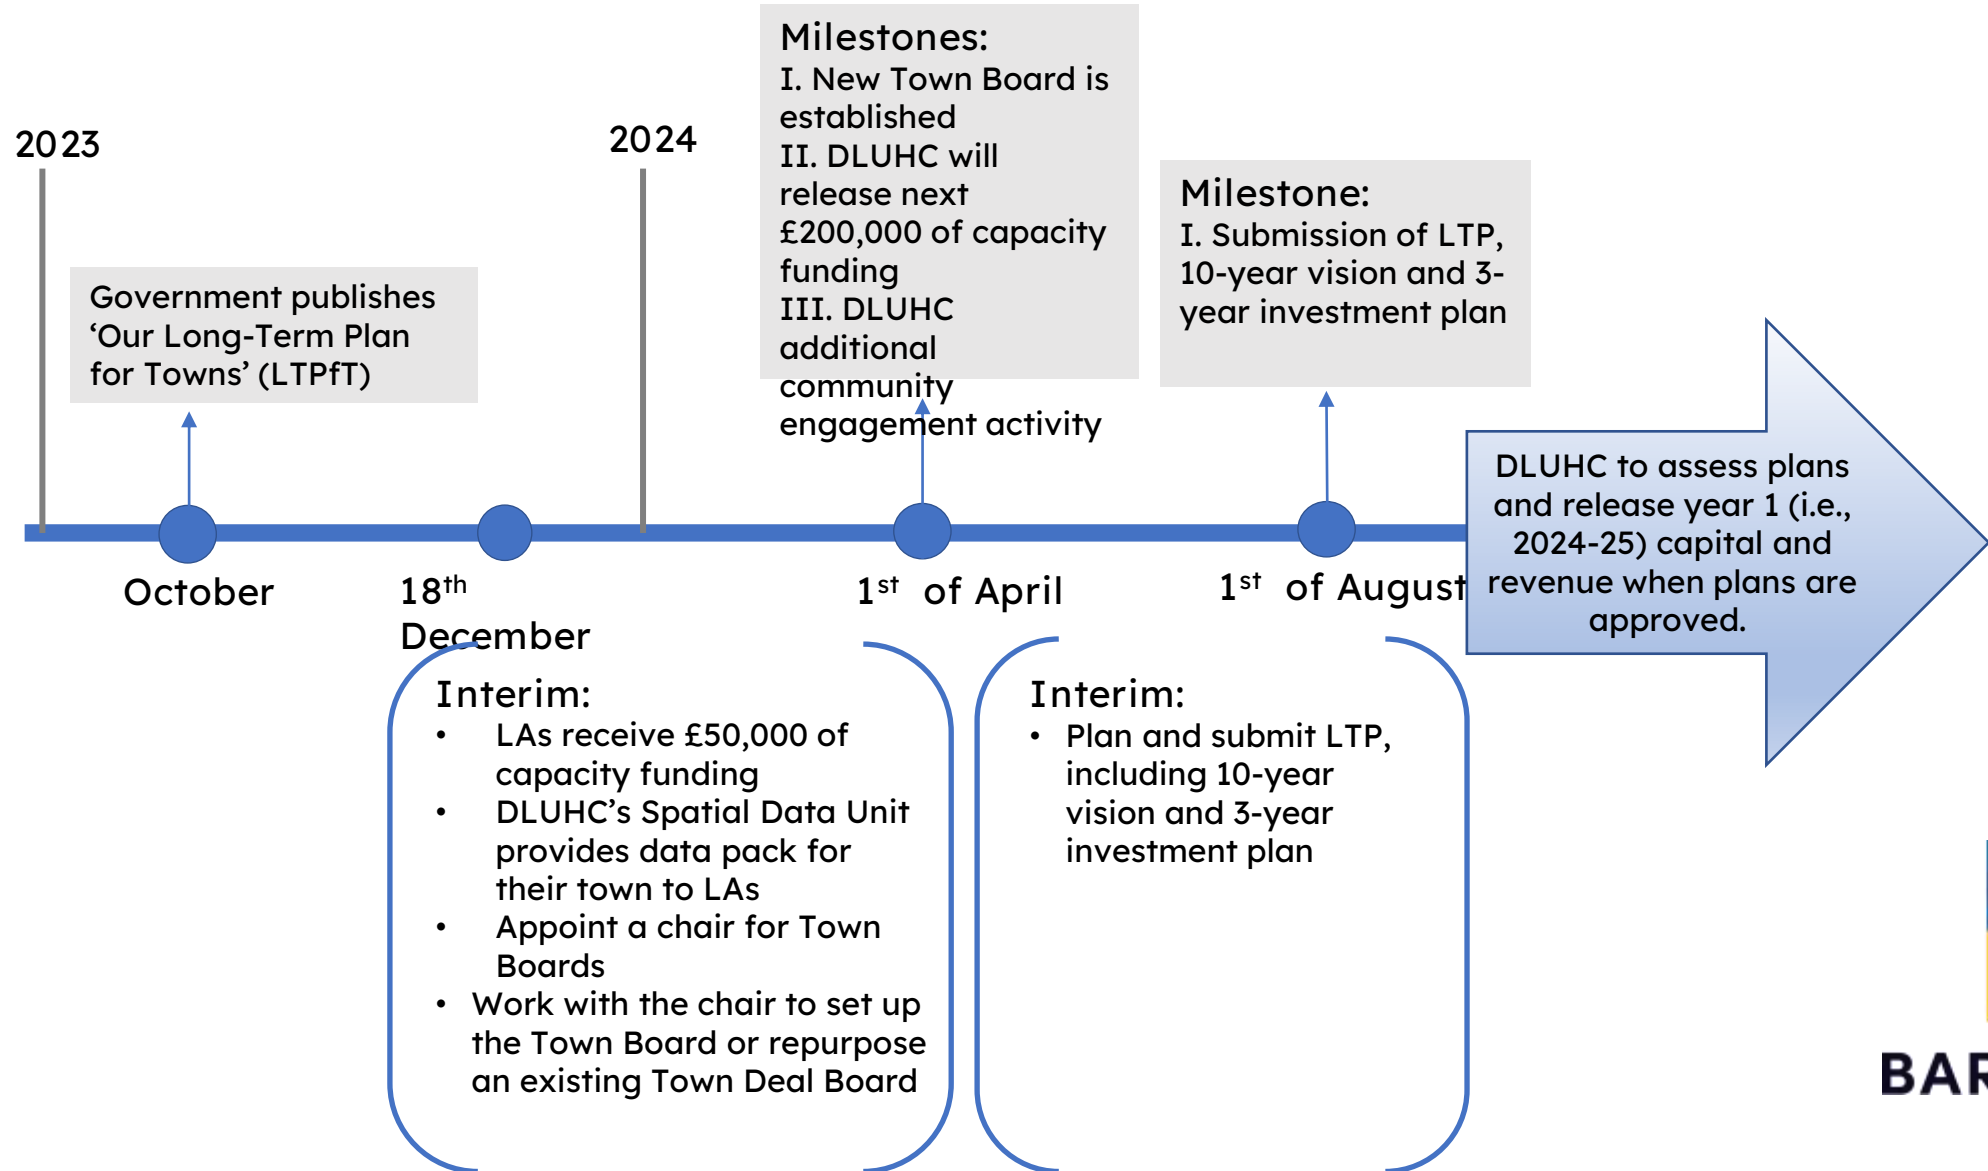 2023
2024
Government publishes
‘Our Long-Term Plan
for Towns’ (LTPfT)
Milestones:
I. New Town Board is
established
II. DLUHC will
release next
£200,000 of capacity
funding
III. DLUHC
additional
community
engagement activity
Milestone:
I. Submission of LTP,
10-year vision and 3-
year investment plan
October
18th
December
1st of April
1st of August
DLUHC to assess plans
and release year 1 (i.e.,
2024-25) capital and
revenue when plans are
approved.
Interim:
• LAs receive £50,000 of
capacity funding
• DLUHC’s Spatial Data Unit
provides data pack for
their town to LAs
• Appoint a chair for Town
Boards
• Work with the chair to set up
the Town Board or repurpose
an existing Town Deal Board
Interim:
• Plan and submit LTP,
including 10-year
vision and 3-year
investment plan
BAR